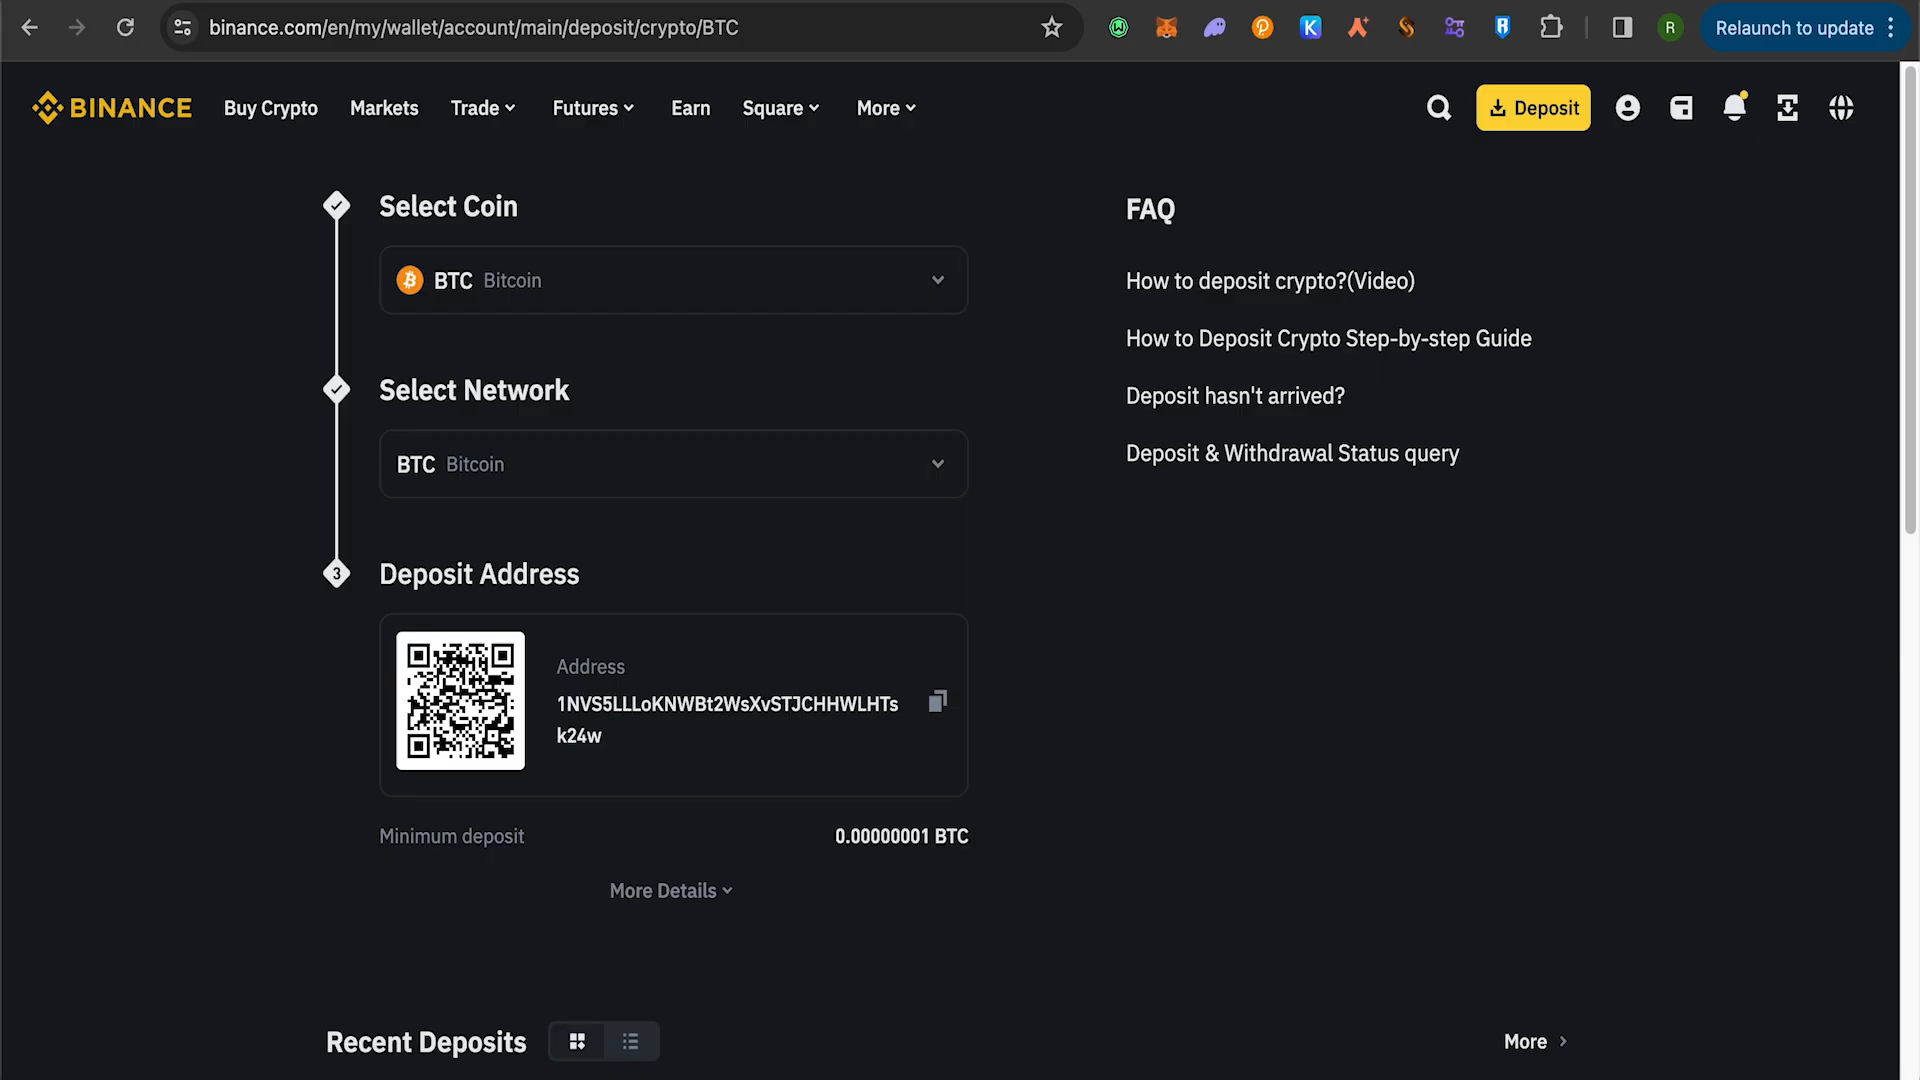 binance.com/en/my/wallet/account/main/deposit/crypto/BTC
R
Relaunch to update
BINANCE
Buy Crypto
Markets
Trade
Futures
Earn
Square
More
Deposit
Select Coin
BTC Bitcoin
Select Network
BTC Bitcoin
3
Deposit Address
Address
1NVS5LLLoKNWBt2WsXvSTJCHHWLHTs
k24w
Minimum deposit
0.00000001 BTC
More Details
FAQ
How to deposit crypto?(Video)
How to Deposit Crypto Step-by-step Guide
Deposit hasn't arrived?
Deposit & Withdrawal Status query
Recent Deposits
More